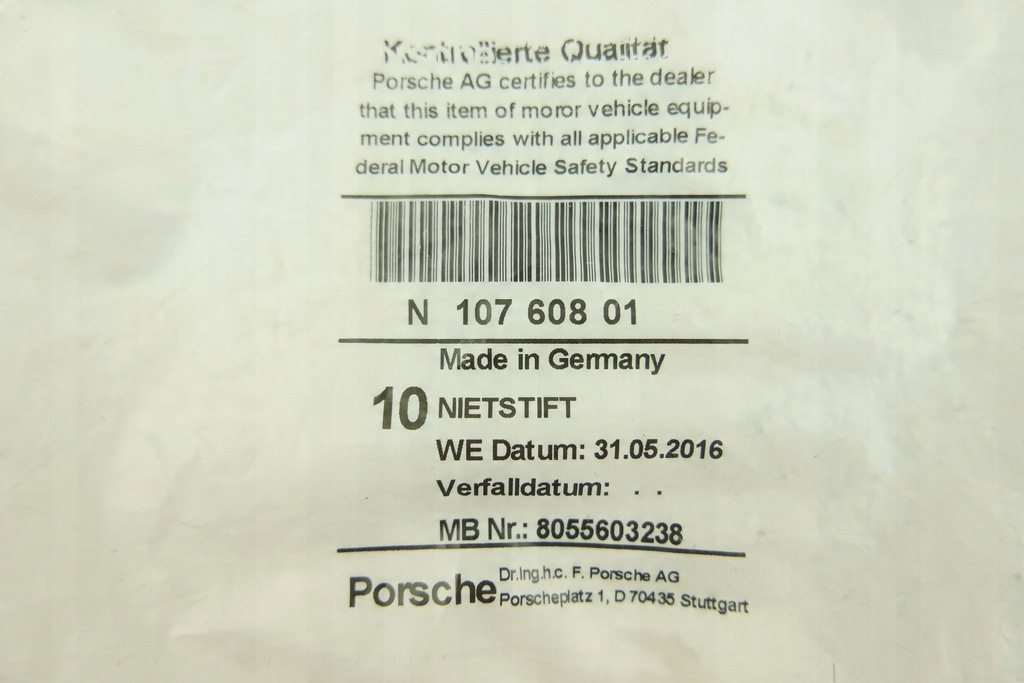 Kontrollierte Qualität
Porsche AG certifies to the dealer
that this item of moror vehicle equip-
ment complies with all applicable Fe-
deral Motor Vehicle Safety Standards
N 107 608 01
Made in Germany
10 NIETSTIFT
WE Datum: 31.05.2016
Verfalldatum: . .
MB Nr.: 8055603238
Porsche Dr.Ing.h.c. F. Porsche AG
Porscheplatz 1, D 70435 Stuttgart